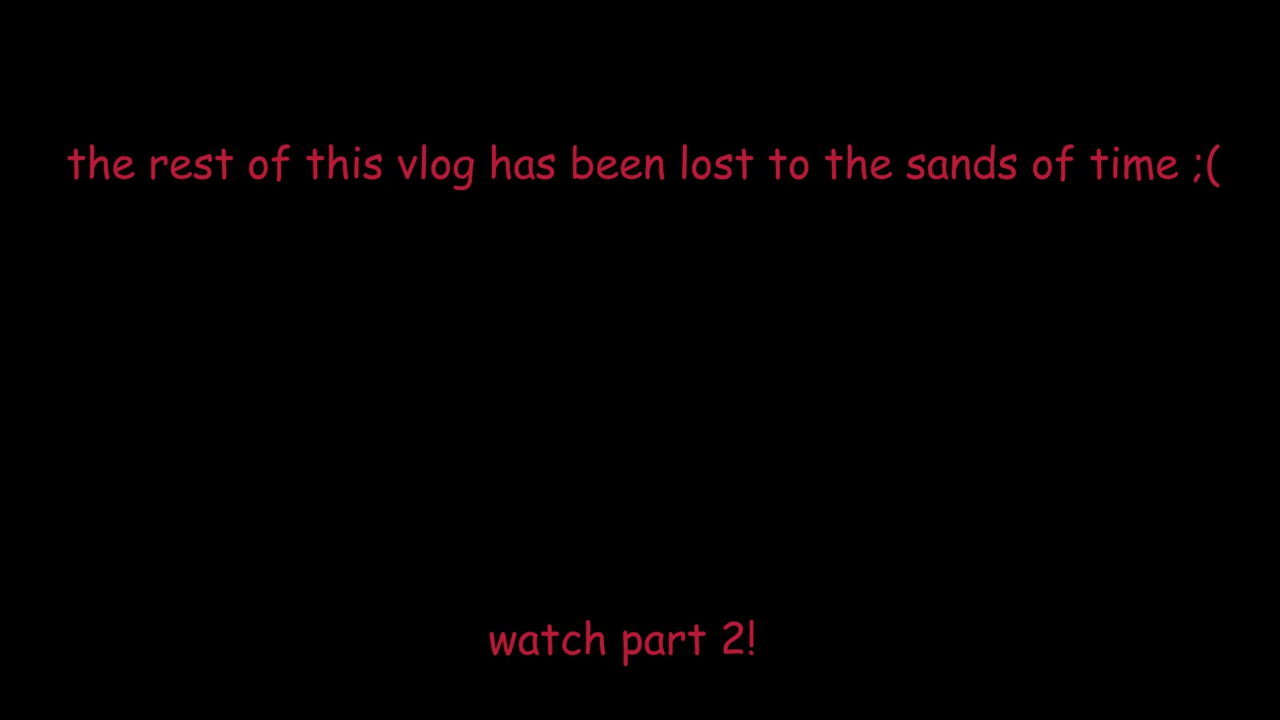 the rest of this vlog has been lost to the sands of time ;(
watch part 2!